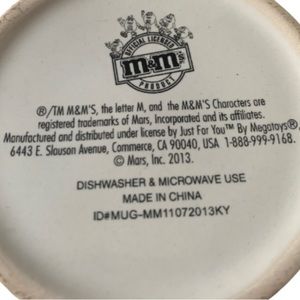 OFFICIAL LICENSED
m&m's
PRODUCT
®/TM M&M'S, the letter M, and the M&M'S Characters are
registered trademarks of Mars, Incorporated and its affiliates.
Manufactured and distributed under license by Just For You™ By Megatoys®,
6443 E. Slauson Avenue, Commerce, CA 90040, USA 1-888-999-9168.
© Mars, Inc. 2013.
DISHWASHER & MICROWAVE USE
MADE IN CHINA
ID#MUG-MM11072013KY